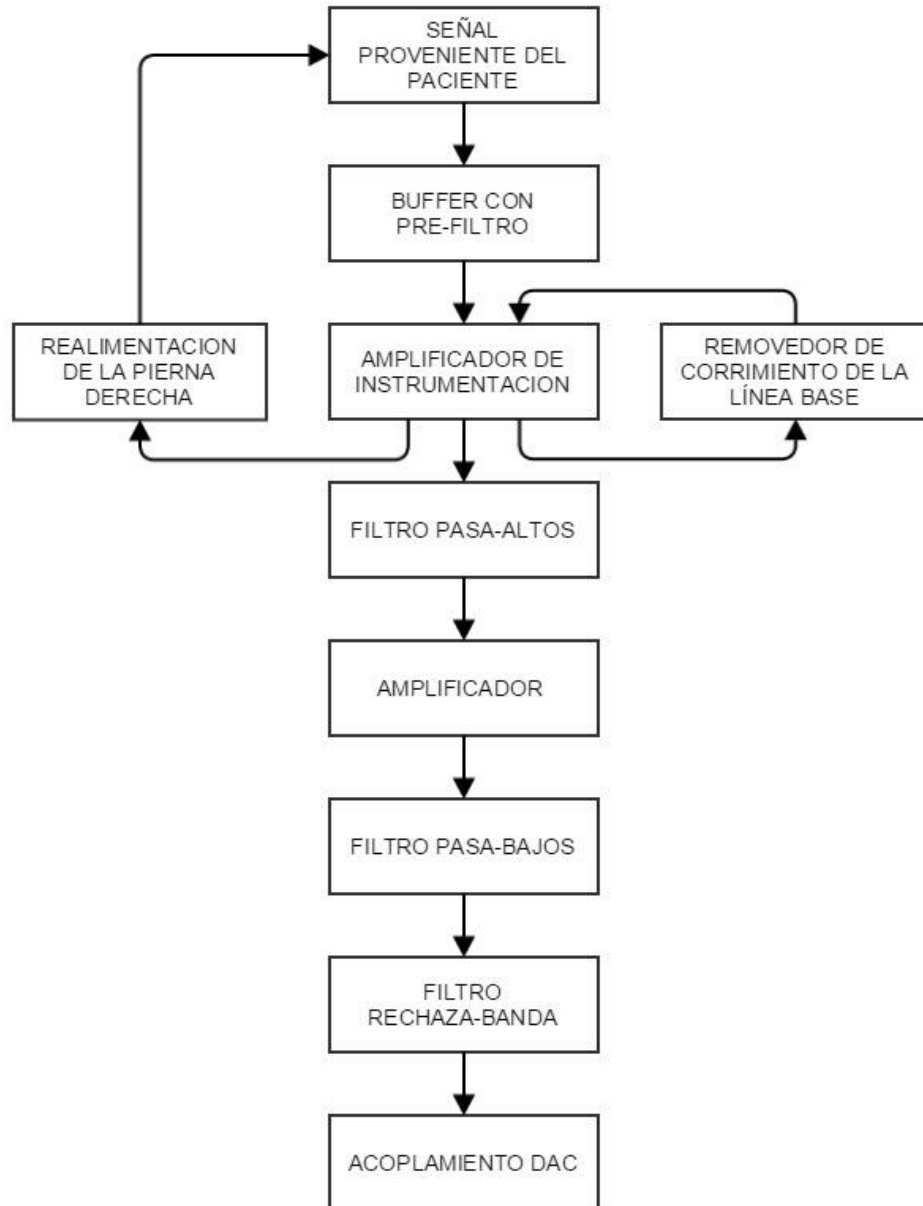 SEÑAL
PROVENIENTE DEL
PACIENTE
BUFFER CON
PRE-FILTRO
REALIMENTACION
DE LA PIERNA
DERECHA
AMPLIFICADOR DE
INSTRUMENTACION
REMOVEDOR DE
CORRIMIENTO DE LA
LÍNEA BASE
FILTRO PASA-ALTOS
AMPLIFICADOR
FILTRO PASA-BAJOS
FILTRO
RECHAZA-BANDA
ACOPLAMIENTO DAC